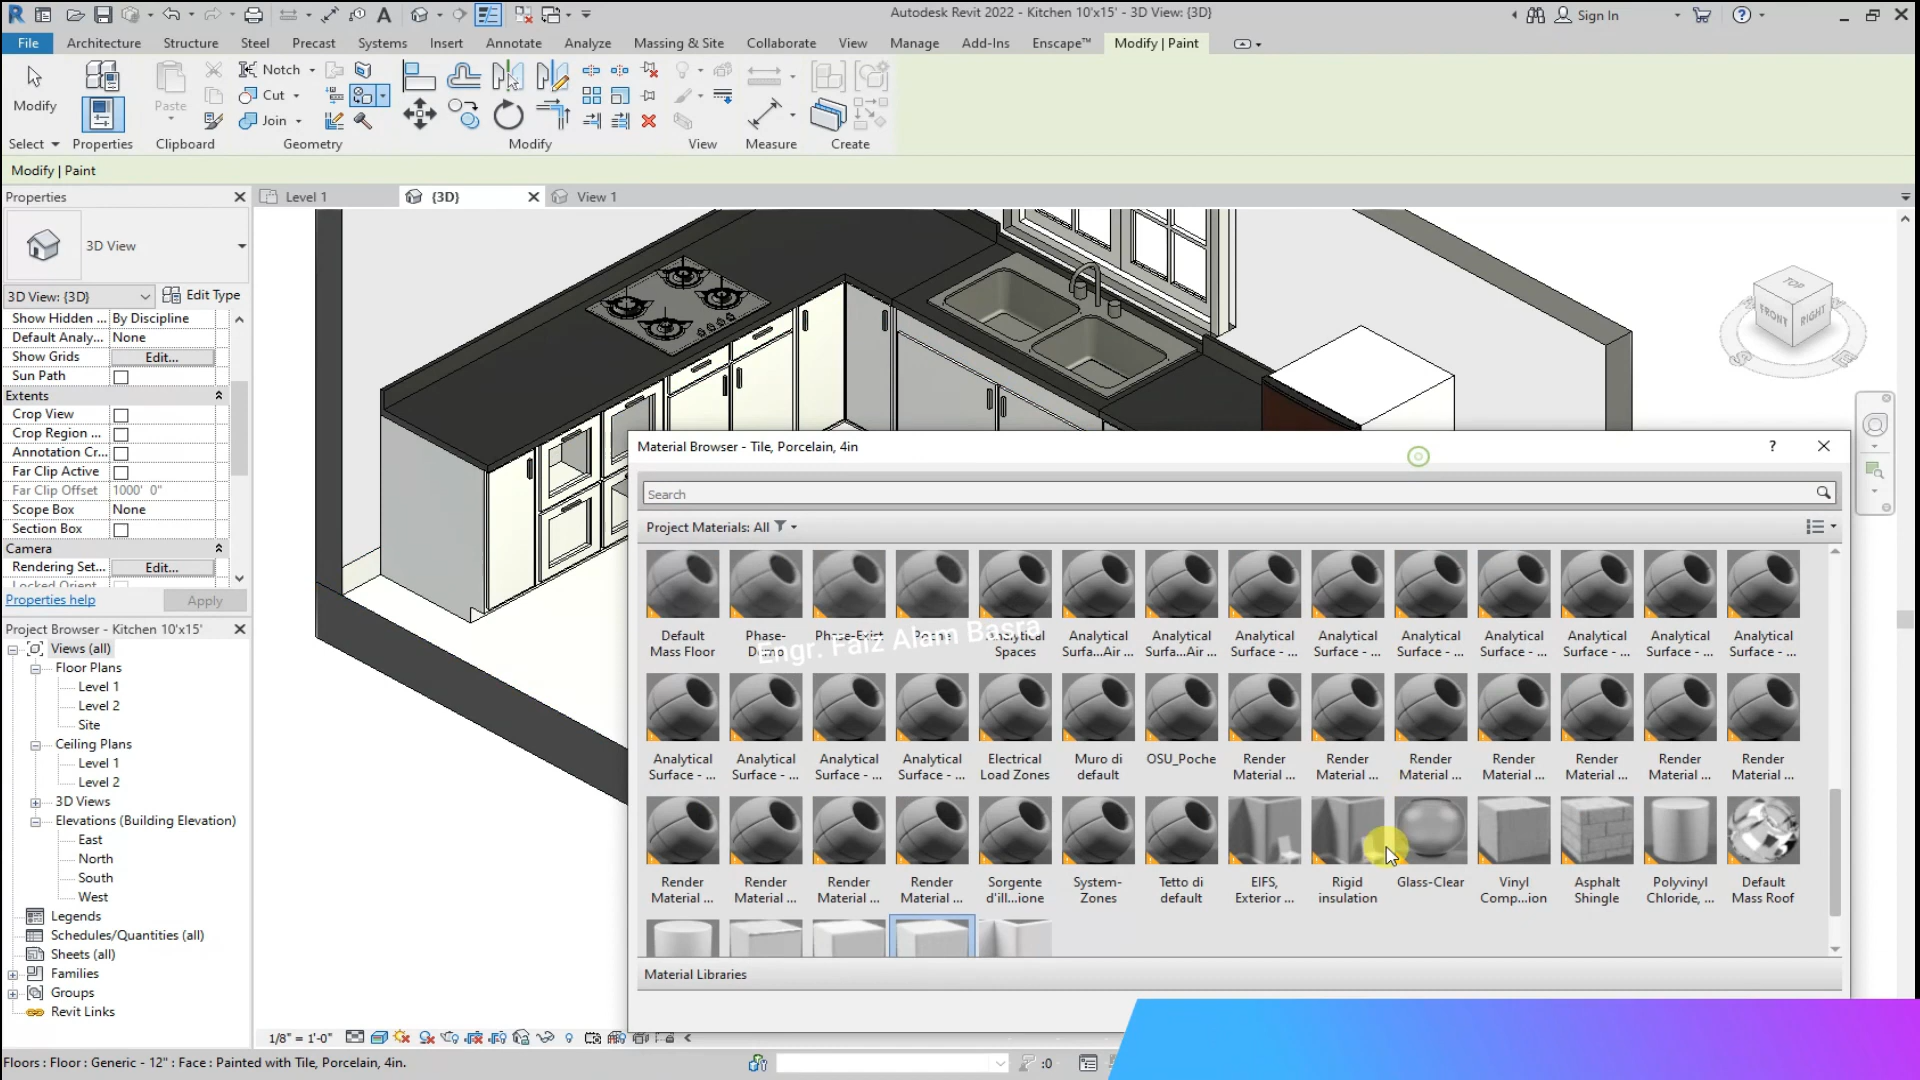 Autodesk Revit 2022 - Kitchen 10'x15' - 3D View: {3D}
Sign In
File Architecture Structure Steel Precast Systems Insert Annotate Analyze Massing & Site Collaborate View Manage Add-Ins Enscape™ Modify | Paint
Modify
Paste
Notch
Cut
Join
Select Properties Clipboard Geometry Modify View Measure Create
Modify | Paint
Properties
Level 1
{3D}
View 1
3D View
3D View: {3D}
Edit Type
Show Hidden ... By Discipline
Default Analy... None
Show Grids Edit...
Sun Path
Extents
Crop View
Crop Region ...
Annotation Cr...
Far Clip Active
Far Clip Offset 1000' 0"
Scope Box None
Section Box
Camera
Rendering Set... Edit...
Locked Orient
Properties help
Apply
Project Browser - Kitchen 10'x15'
Views (all)
Floor Plans
Level 1
Level 2
Site
Ceiling Plans
Level 1
Level 2
3D Views
Elevations (Building Elevation)
East
North
South
West
Legends
Schedules/Quantities (all)
Sheets (all)
Families
Groups
Revit Links
TOP
FRONT
RIGHT
S
E
Material Browser - Tile, Porcelain, 4in
Search
Project Materials: All
Default Mass Floor
Phase-Demo
Phase-Exist
Poche
Analytical Spaces
Analytical Surfa...Air ...
Analytical Surfa...Air ...
Analytical Surface - ...
Analytical Surface - ...
Analytical Surface - ...
Analytical Surface - ...
Analytical Surface - ...
Analytical Surface - ...
Analytical Surface - ...
Engr. Faiz Alam Basra
Analytical Surface - ...
Analytical Surface - ...
Analytical Surface - ...
Analytical Surface - ...
Electrical Load Zones
Muro di default
OSU_Poche
Render Material ...
Render Material ...
Render Material ...
Render Material ...
Render Material ...
Render Material ...
Render Material ...
Render Material ...
Render Material ...
Render Material ...
Render Material ...
Sorgente d'ill...ione
System-Zones
Tetto di default
EIFS, Exterior ...
Rigid insulation
Glass-Clear
Vinyl Comp...ion
Asphalt Shingle
Polyvinyl Chloride, ...
Default Mass Roof
Material Libraries
1/8" = 1'-0"
Floors : Floor : Generic - 12" : Face : Painted with Tile, Porcelain, 4in.
:0